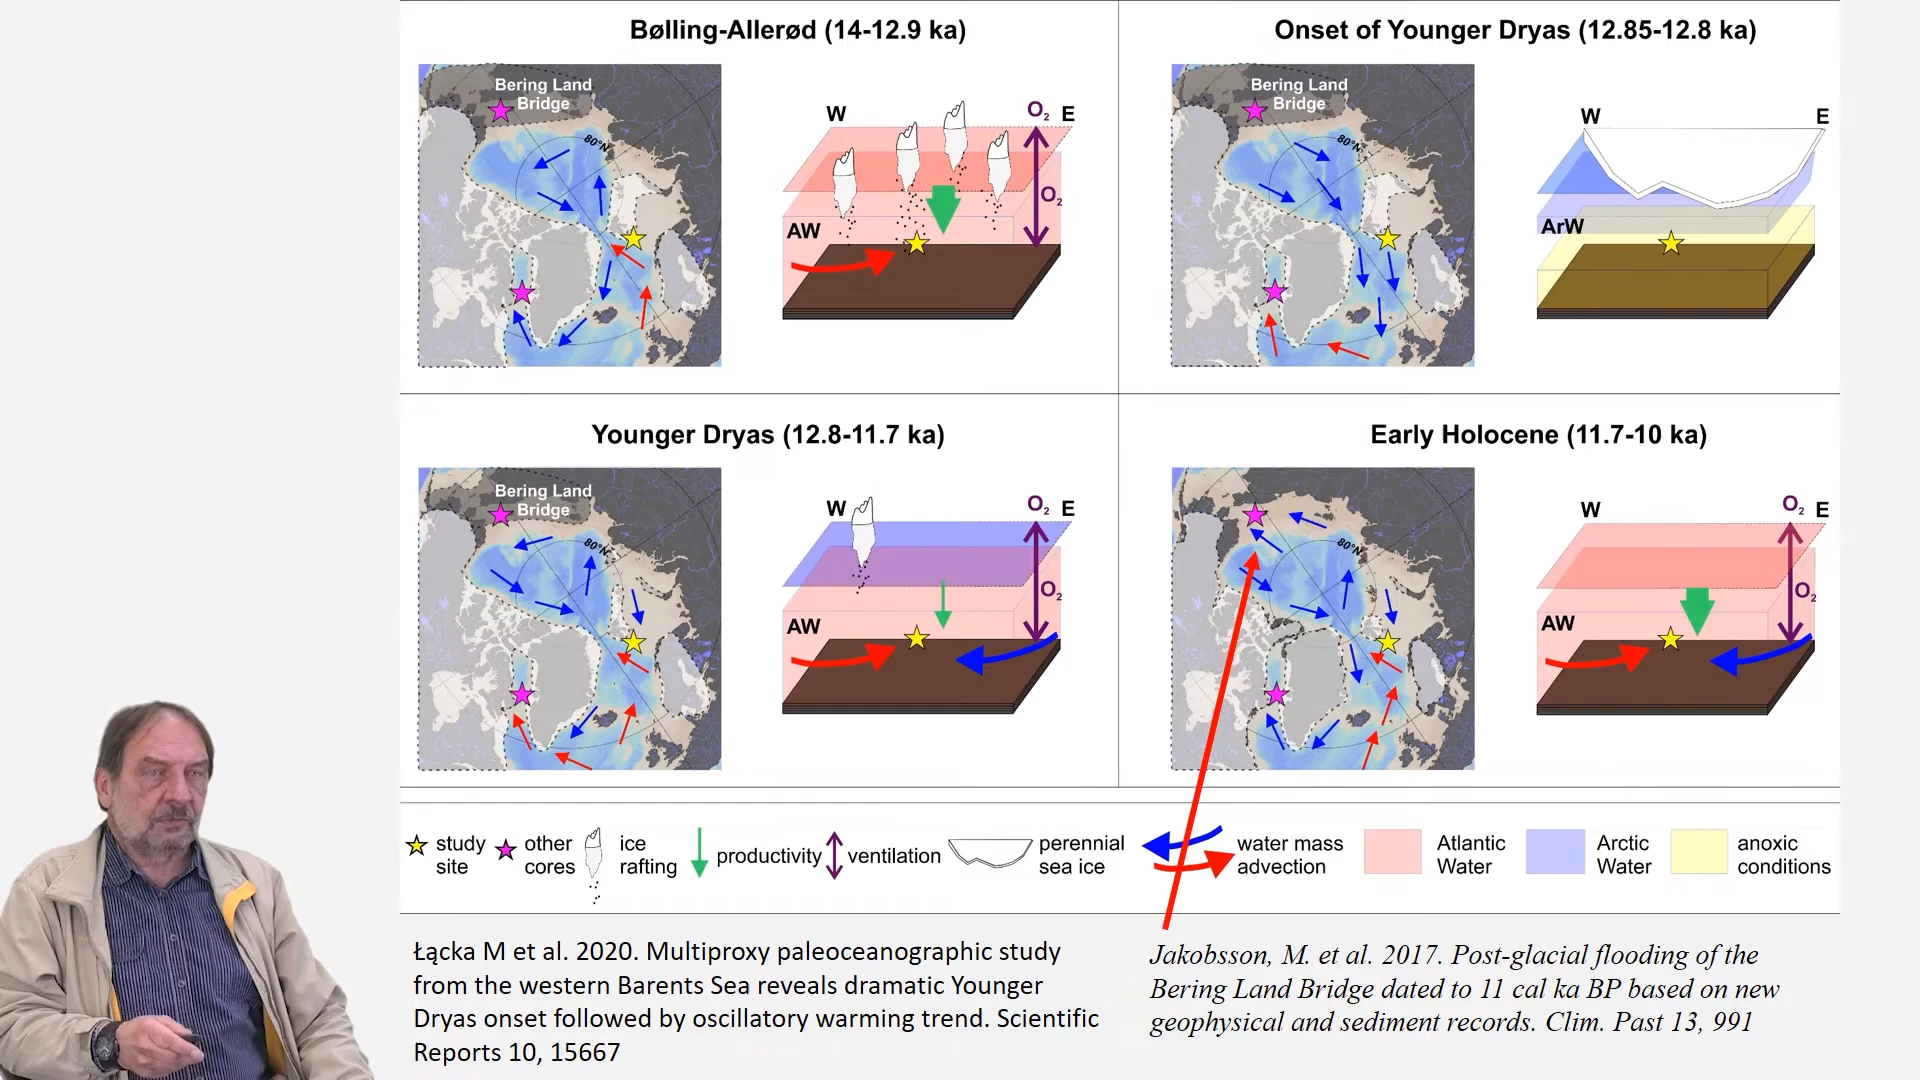 Bølling-Allerød (14-12.9 ka)
Bering Land
Bridge
80°N
W
O₂ E
O₂
AW
Onset of Younger Dryas (12.85-12.8 ka)
Bering Land
Bridge
80°N
W
E
ArW
Younger Dryas (12.8-11.7 ka)
Bering Land
Bridge
80°N
W
O₂ E
O₂
AW
Early Holocene (11.7-10 ka)
80°N
W
O₂ E
O₂
AW
study
site
other
cores
ice
rafting
productivity
ventilation
perennial
sea ice
water mass
advection
Atlantic
Water
Arctic
Water
anoxic
conditions
Łącka M et al. 2020. Multiproxy paleoceanographic study
from the western Barents Sea reveals dramatic Younger
Dryas onset followed by oscillatory warming trend. Scientific
Reports 10, 15667
Jakobsson, M. et al. 2017. Post-glacial flooding of the
Bering Land Bridge dated to 11 cal ka BP based on new
geophysical and sediment records. Clim. Past 13, 991